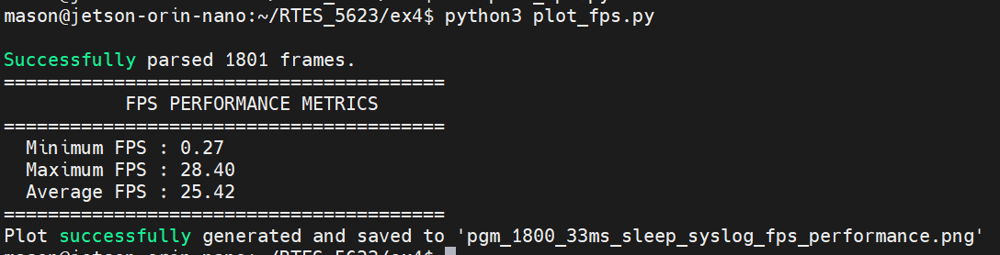 mason@jetson-orin-nano:~/RTES_5623/ex4$ python3 plot_fps.py
Successfully parsed 1801 frames.
========================================
FPS PERFORMANCE METRICS
========================================
Minimum FPS : 0.27
Maximum FPS : 28.40
Average FPS : 25.42
========================================
Plot successfully generated and saved to 'pgm_1800_33ms_sleep_syslog_fps_performance.png'
mason@jetson-orin-nano:~/RTES_5623/ex4$